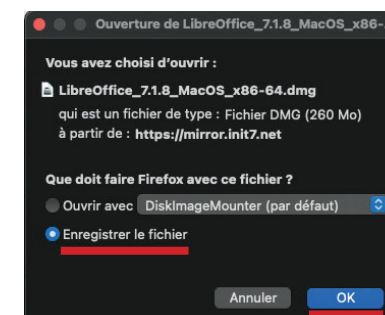 Ouverture de LibreOffice_7.1.8_MacOS_x86-
Vous avez choisi d'ouvrir :
LibreOffice_7.1.8_MacOS_x86-64.dmg
qui est un fichier de type : Fichier DMG (260 Mo)
à partir de : https://mirror.init7.net
Que doit faire Firefox avec ce fichier ?
Ouvrir avec DiskImageMounter (par défaut)
Enregistrer le fichier
Annuler OK